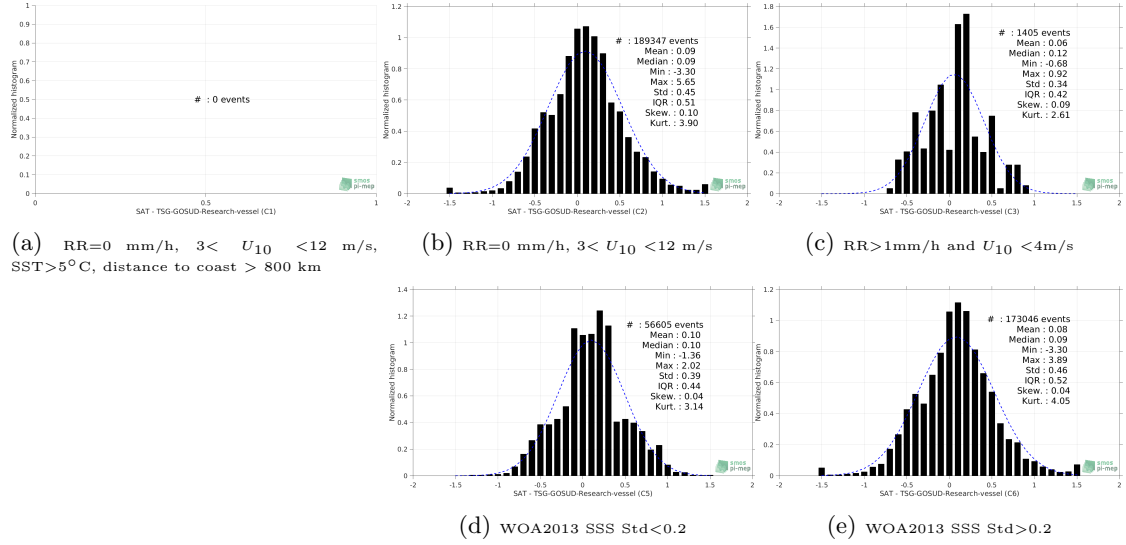 1
0.9
0.8
0.7
0.6
0.5
0.4
0.3
0.2
0.1
0
0
0.5
1
Normalized histogram
# : 0 events
smos
pi-mep
SAT - TSG-GOSUD-Research-vessel (C1)
(a) RR=0 mm/h, 3< U10 <12 m/s,
SST>5°C, distance to coast > 800 km
1.2
1
0.8
0.6
0.4
0.2
0
-2
-1.5
-1
-0.5
0
0.5
1
1.5
2
Normalized histogram
# : 189347 events
Mean : 0.09
Median : 0.09
Min : -3.30
Max : 5.65
Std : 0.45
IQR : 0.51
Skew. : 0.10
Kurt. : 3.90
smos
pi-mep
SAT - TSG-GOSUD-Research-vessel (C2)
(b) RR=0 mm/h, 3< U10 <12 m/s
1.8
1.6
1.4
1.2
1
0.8
0.6
0.4
0.2
0
-2
-1.5
-1
-0.5
0
0.5
1
1.5
2
Normalized histogram
# : 1405 events
Mean : 0.06
Median : 0.12
Min : -0.68
Max : 0.92
Std : 0.34
IQR : 0.42
Skew. : 0.09
Kurt. : 2.61
smos
pi-mep
SAT - TSG-GOSUD-Research-vessel (C3)
(c) RR>1mm/h and U10 <4m/s
1.4
1.2
1
0.8
0.6
0.4
0.2
0
-2
-1.5
-1
-0.5
0
0.5
1
1.5
2
Normalized histogram
# : 56605 events
Mean : 0.10
Median : 0.10
Min : -1.36
Max : 2.02
Std : 0.39
IQR : 0.44
Skew. : 0.04
Kurt. : 3.14
smos
pi-mep
SAT - TSG-GOSUD-Research-vessel (C5)
(d) WOA2013 SSS Std<0.2
1.2
1
0.8
0.6
0.4
0.2
0
-2
-1.5
-1
-0.5
0
0.5
1
1.5
2
Normalized histogram
# : 173046 events
Mean : 0.08
Median : 0.09
Min : -3.30
Max : 3.89
Std : 0.46
IQR : 0.52
Skew. : 0.04
Kurt. : 4.05
smos
pi-mep
SAT - TSG-GOSUD-Research-vessel (C6)
(e) WOA2013 SSS Std>0.2